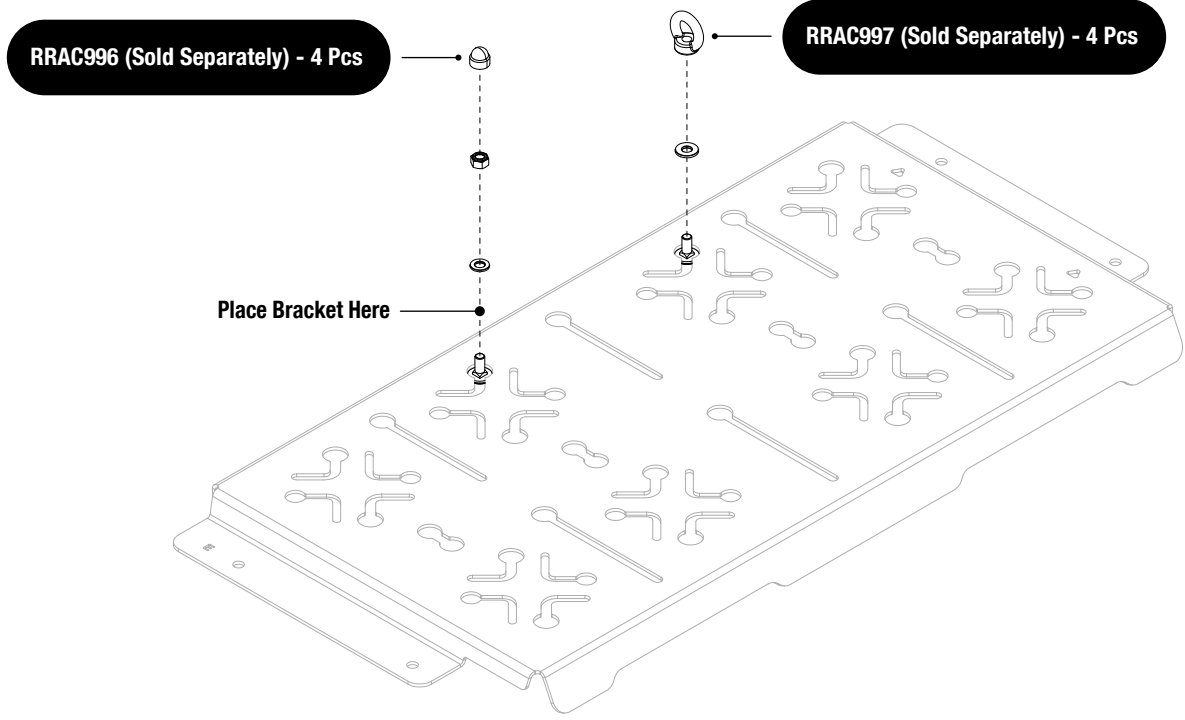 RRAC996 (Sold Separately) - 4 Pcs
RRAC997 (Sold Separately) - 4 Pcs
Place Bracket Here